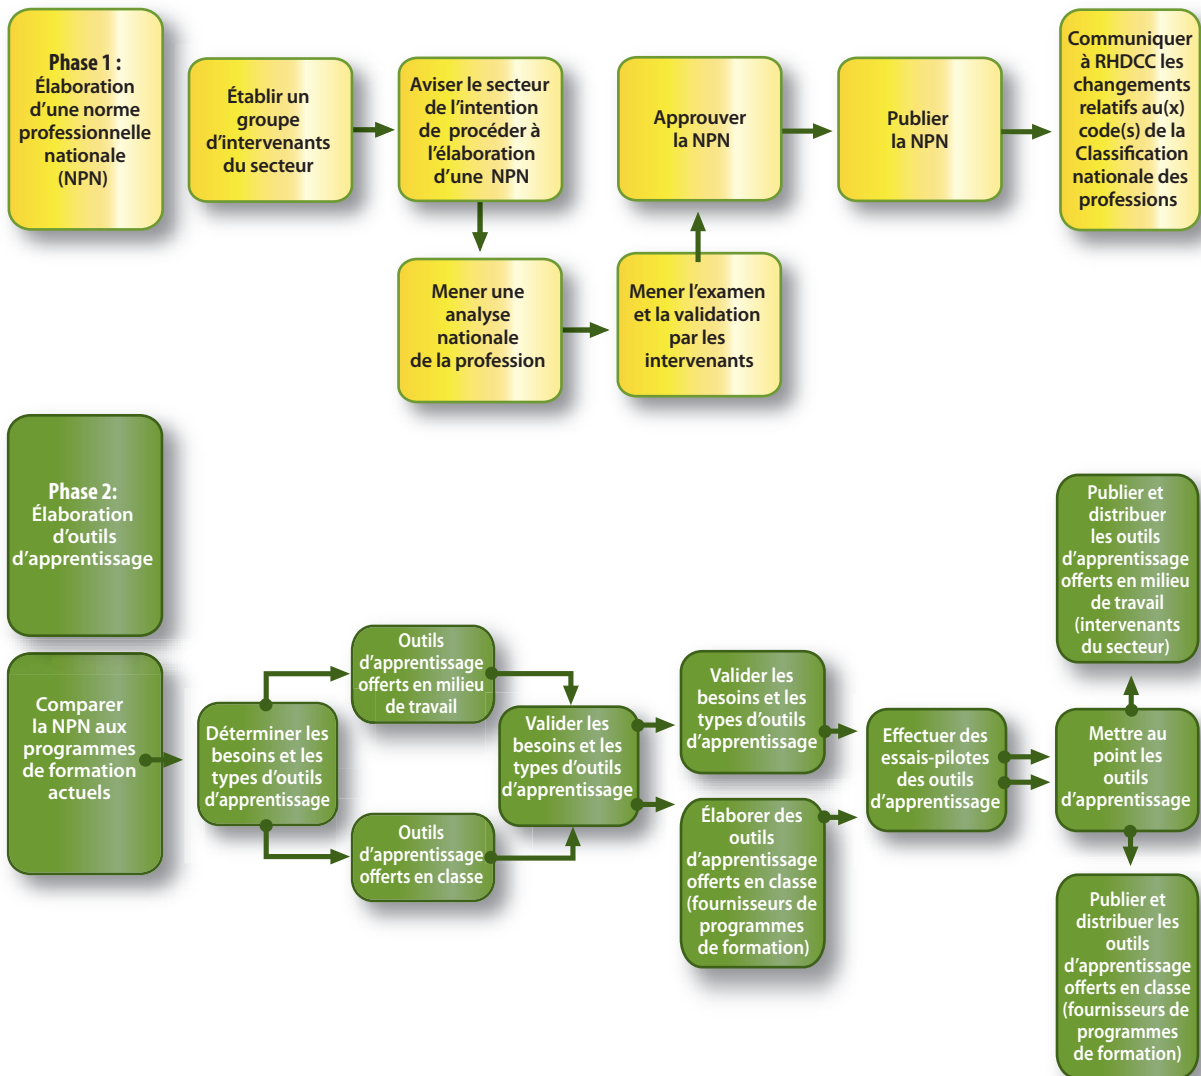 Phase 1 :
Élaboration
d'une norme
professionnelle
nationale
(NPN)
Établir un
groupe
d'intervenants
du secteur
Aviser le secteur
de l'intention
de procéder à
l'élaboration
d'une NPN
Mener une
analyse
nationale
de la profession
Mener l'examen
et la validation
par les
intervenants
Approuver
la NPN
Publier
la NPN
Communiquer
à RHDCC les
changements
relatifs au(x)
code(s) de la
Classification
nationale des
professions
Phase 2:
Élaboration
d'outils
d'apprentissage
Comparer
la NPN aux
programmes
de formation
actuels
Déterminer les
besoins et les
types d'outils
d'apprentissage
Outils
d'apprentissage
offerts en milieu
de travail
Outils
d'apprentissage
offerts en classe
Valider les
besoins et les
types d'outils
d'apprentissage
Valider les
besoins et les
types d'outils
d'apprentissage
Élaborer des
outils
d'apprentissage
offerts en classe
(fournisseurs de
programmes
de formation)
Effectuer des
essais-pilotes
des outils
d'apprentissage
Mettre au
point les
outils
d'apprentissage
Publier et
distribuer
les outils
d'apprentissage
offerts en milieu
de travail
(intervenants
du secteur)
Publier et
distribuer les
outils
d'apprentissage
offerts en classe
(fournisseurs de
programmes
de formation)